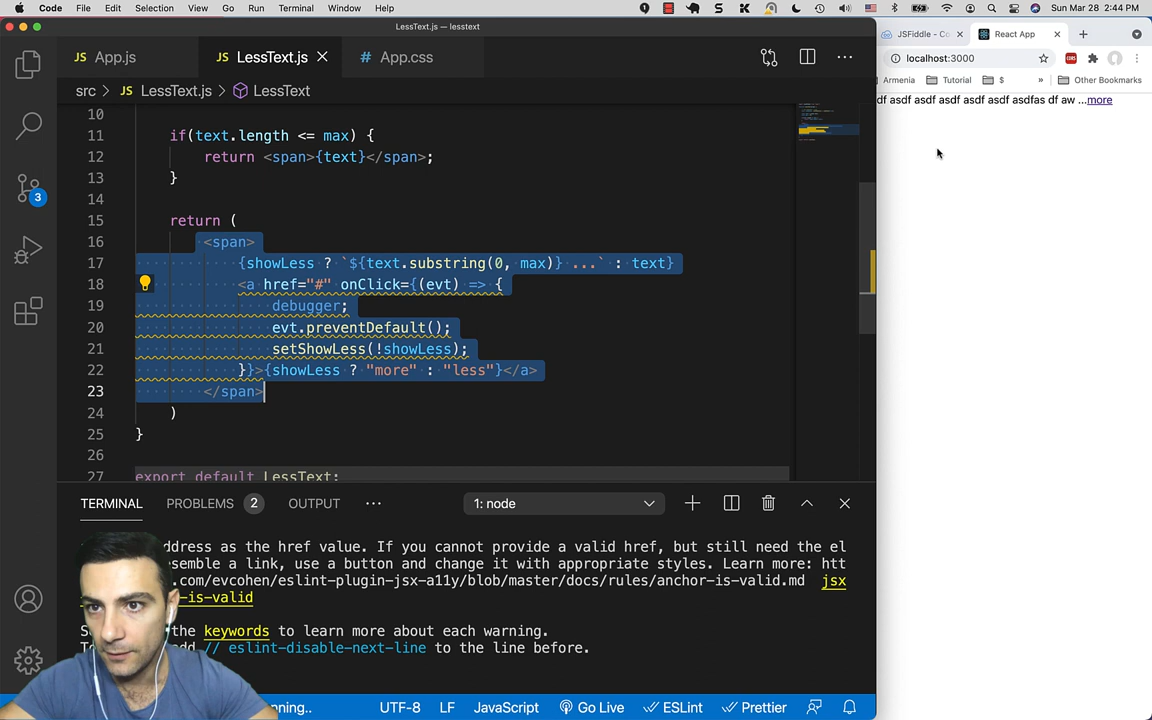 Code File Edit Selection View Go Run Terminal Window Help
Sun Mar 28 2:44 PM
LessText.js — lesstext
JS App.js
JS LessText.js
# App.css
src › JS LessText.js › LessText
10
11 if(text.length <= max) {
12 return <span>{text}</span>;
13 }
14
15 return (
16 <span>
17 {showLess ? `${text.substring(0, max)} ...` : text}
18 <a href="#" onClick={(evt) => {
19 debugger;
20 evt.preventDefault();
21 setShowLess(!showLess);
22 }}>{showLess ? "more" : "less"}</a>
23 </span>
24 )
25 }
26
27 export default LessText;
3
TERMINAL PROBLEMS 2 OUTPUT ... 1: node
ddress as the href value. If you cannot provide a valid href, but still need the el
esemble a link, use a button and change it with appropriate styles. Learn more: htt
.com/evcohen/eslint-plugin-jsx-a11y/blob/master/docs/rules/anchor-is-valid.md jsx
-is-valid
the keywords to learn more about each warning.
add // eslint-disable-next-line to the line before.
nning.. UTF-8 LF JavaScript Go Live ESLint Prettier
JSFiddle - Co
React App
localhost:3000
Armenia Tutorial $ » Other Bookmarks
df asdf asdf asdf asdf asdf asdfas df aw ...more